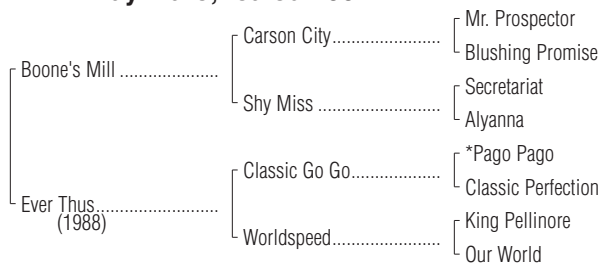 Mr. Prospector
Carson City
Blushing Promise
Boone's Mill
Secretariat
Shy Miss
Alyanna
*Pago Pago
Classic Go Go
Classic Perfection
Ever Thus
(1988)
King Pellinore
Worldspeed
Our World